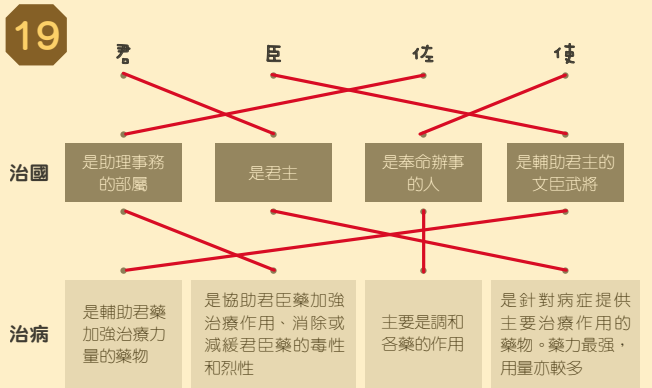 19
君
臣
佐
使
治國
是助理事務
的部屬
是君主
是奉命辦事
的人
是輔助君主的
文臣武將
治病
是輔助君藥
加強治療力
量的藥物
是協助君臣藥加強
治療作用、消除或
減緩君臣藥的毒性
和烈性
主要是調和
各藥的作用
是針對病症提供
主要治療作用的
藥物。藥力最强，
用量亦較多